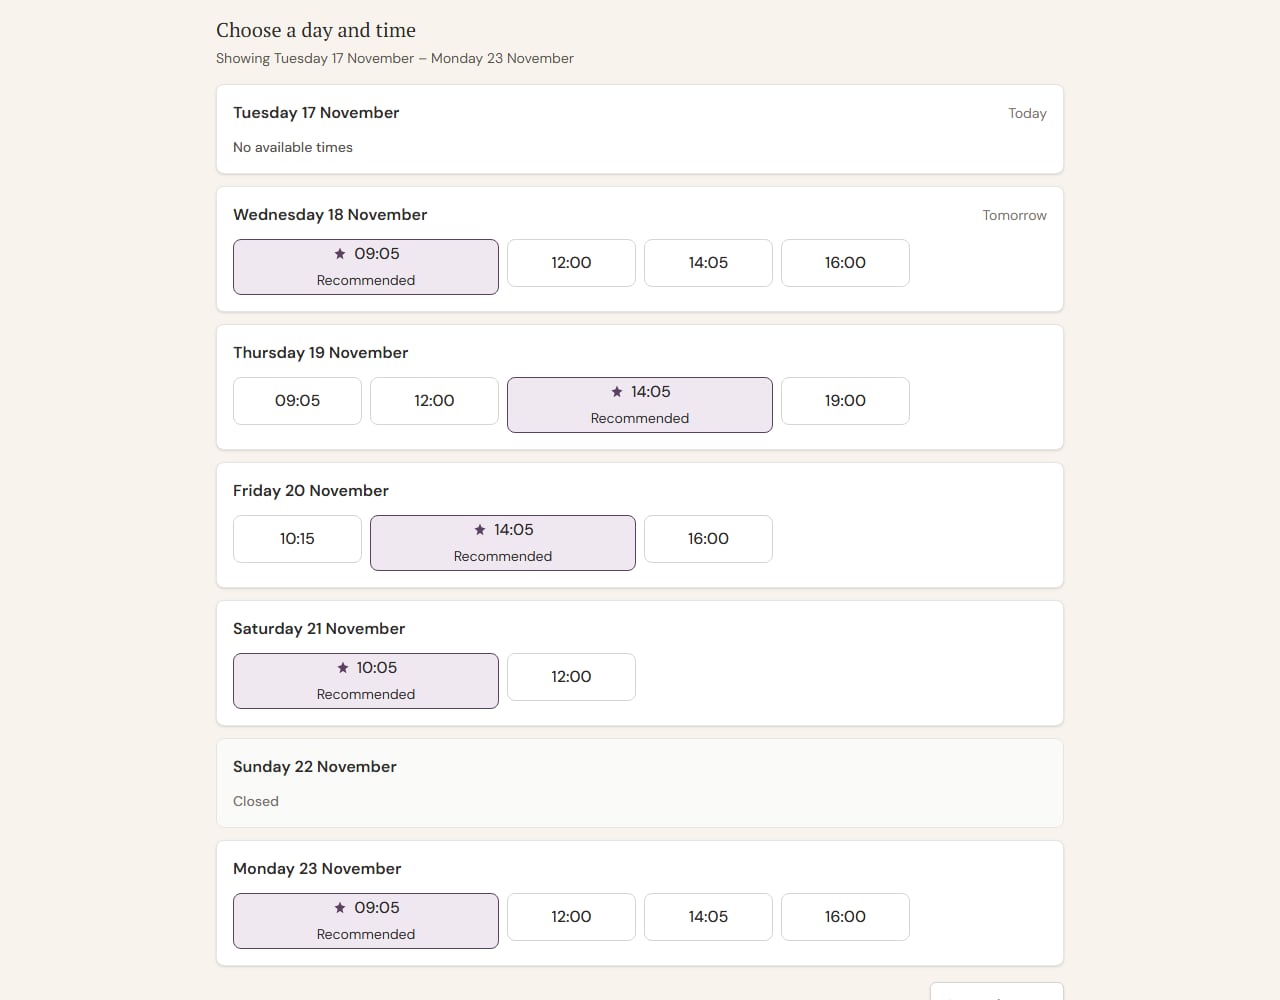 Choose a day and time
Showing Tuesday 17 November – Monday 23 November
Tuesday 17 November
Today
No available times
Wednesday 18 November
Tomorrow
09:05
Recommended
12:00
14:05
16:00
Thursday 19 November
09:05
12:00
14:05
Recommended
19:00
Friday 20 November
10:15
14:05
Recommended
16:00
Saturday 21 November
10:05
Recommended
12:00
Sunday 22 November
Closed
Monday 23 November
09:05
Recommended
12:00
14:05
16:00